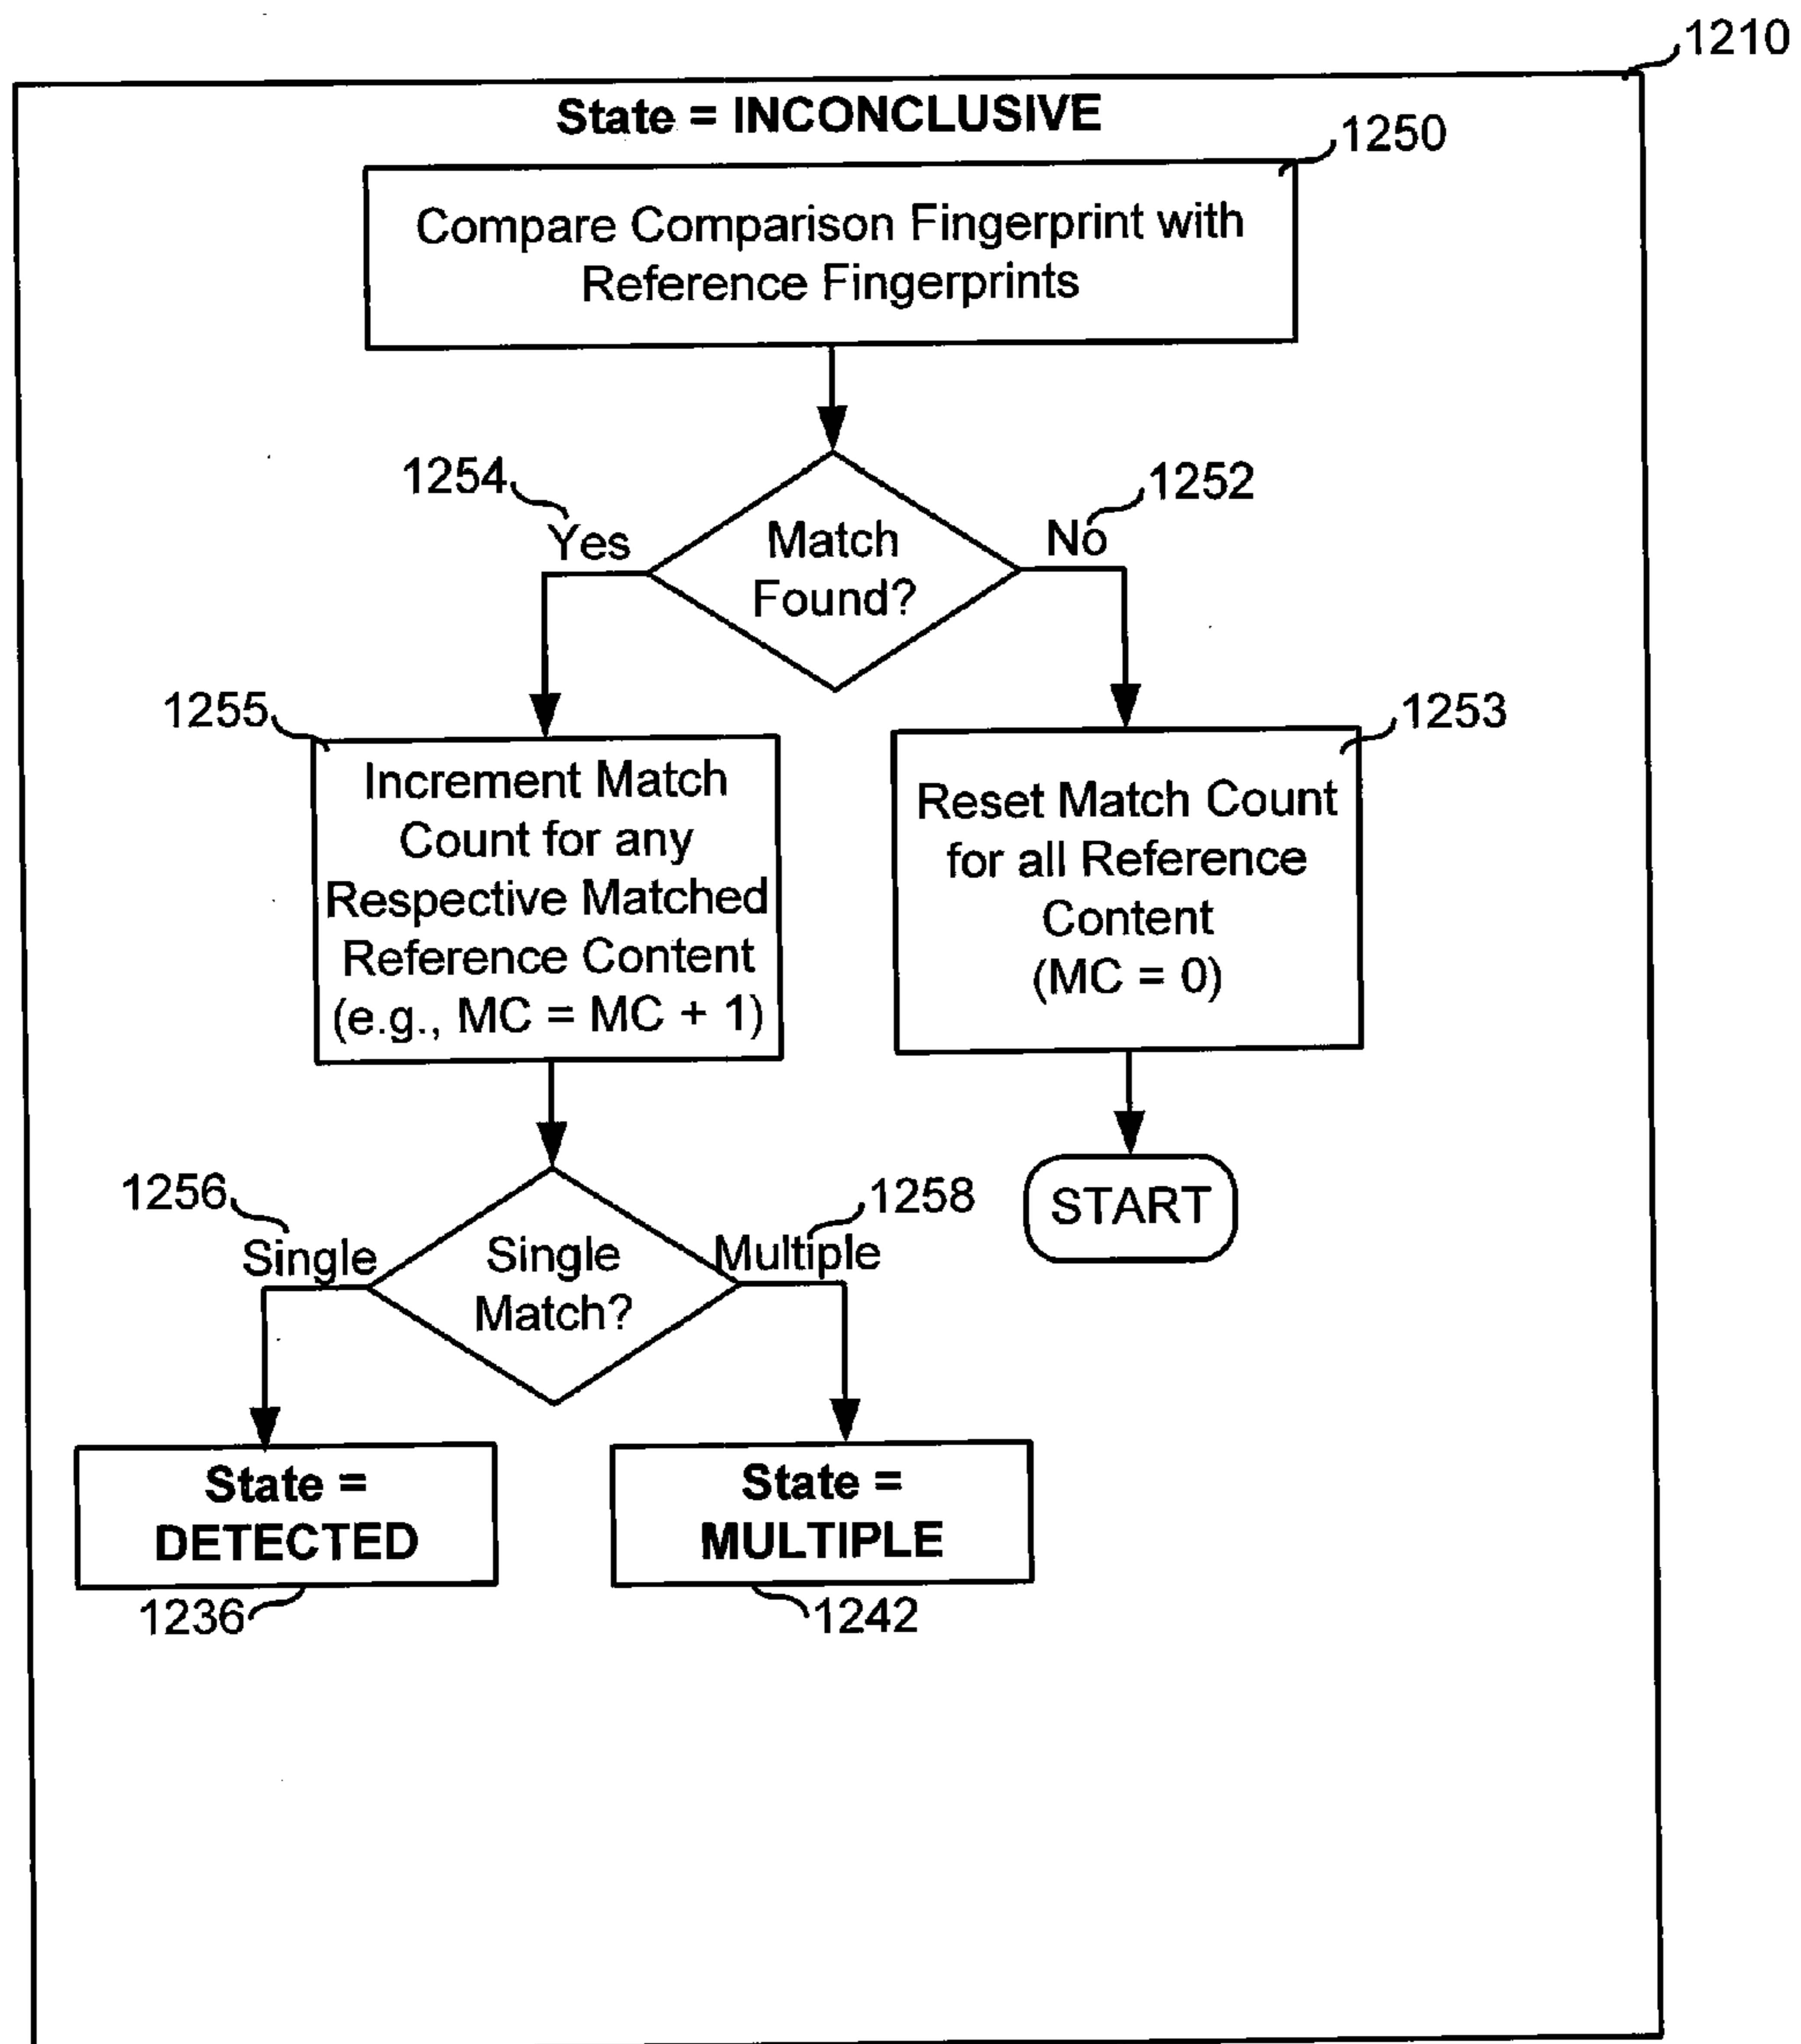 1210
State = INCONCLUSIVE
1250
Compare Comparison Fingerprint with
Reference Fingerprints
1254
1252
Yes
No
Match
Found?
1255
1253
Increment Match
Count for any
Respective Matched
Reference Content
(e.g., MC = MC + 1)
Reset Match Count
for all Reference
Content
(MC = 0)
1256
1258
START
Single
Multiple
Single
Match?
State =
DETECTED
State =
MULTIPLE
1236
1242